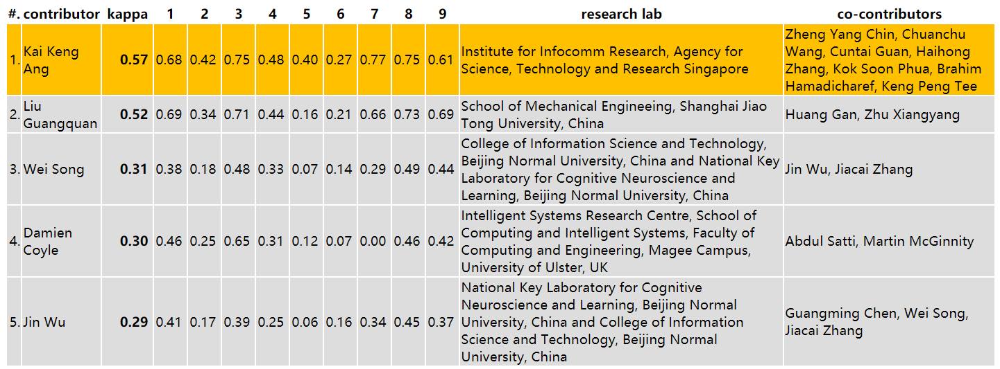 #. contributor kappa 1 2 3 4 5 6 7 8 9 research lab co-contributors
1. Kai Keng Ang 0.57 0.68 0.42 0.75 0.48 0.40 0.27 0.77 0.75 0.61 Institute for Infocomm Research, Agency for Science, Technology and Research Singapore Zheng Yang Chin, Chuanchu Wang, Cuntai Guan, Haihong Zhang, Kok Soon Phua, Brahim Hamadicharef, Keng Peng Tee
2. Liu Guangquan 0.52 0.69 0.34 0.71 0.44 0.16 0.21 0.66 0.73 0.69 School of Mechanical Engineeing, Shanghai Jiao Tong University, China Huang Gan, Zhu Xiangyang
3. Wei Song 0.31 0.38 0.18 0.48 0.33 0.07 0.14 0.29 0.49 0.44 College of Information Science and Technology, Beijing Normal University, China and National Key Laboratory for Cognitive Neuroscience and Learning, Beijing Normal University, China Jin Wu, Jiacai Zhang
4. Damien Coyle 0.30 0.46 0.25 0.65 0.31 0.12 0.07 0.00 0.46 0.42 Intelligent Systems Research Centre, School of Computing and Intelligent Systems, Faculty of Computing and Engineering, Magee Campus, University of Ulster, UK Abdul Satti, Martin McGinnity
5. Jin Wu 0.29 0.41 0.17 0.39 0.25 0.06 0.16 0.34 0.45 0.37 National Key Laboratory for Cognitive Neuroscience and Learning, Beijing Normal University, China and College of Information Science and Technology, Beijing Normal University, China Guangming Chen, Wei Song, Jiacai Zhang